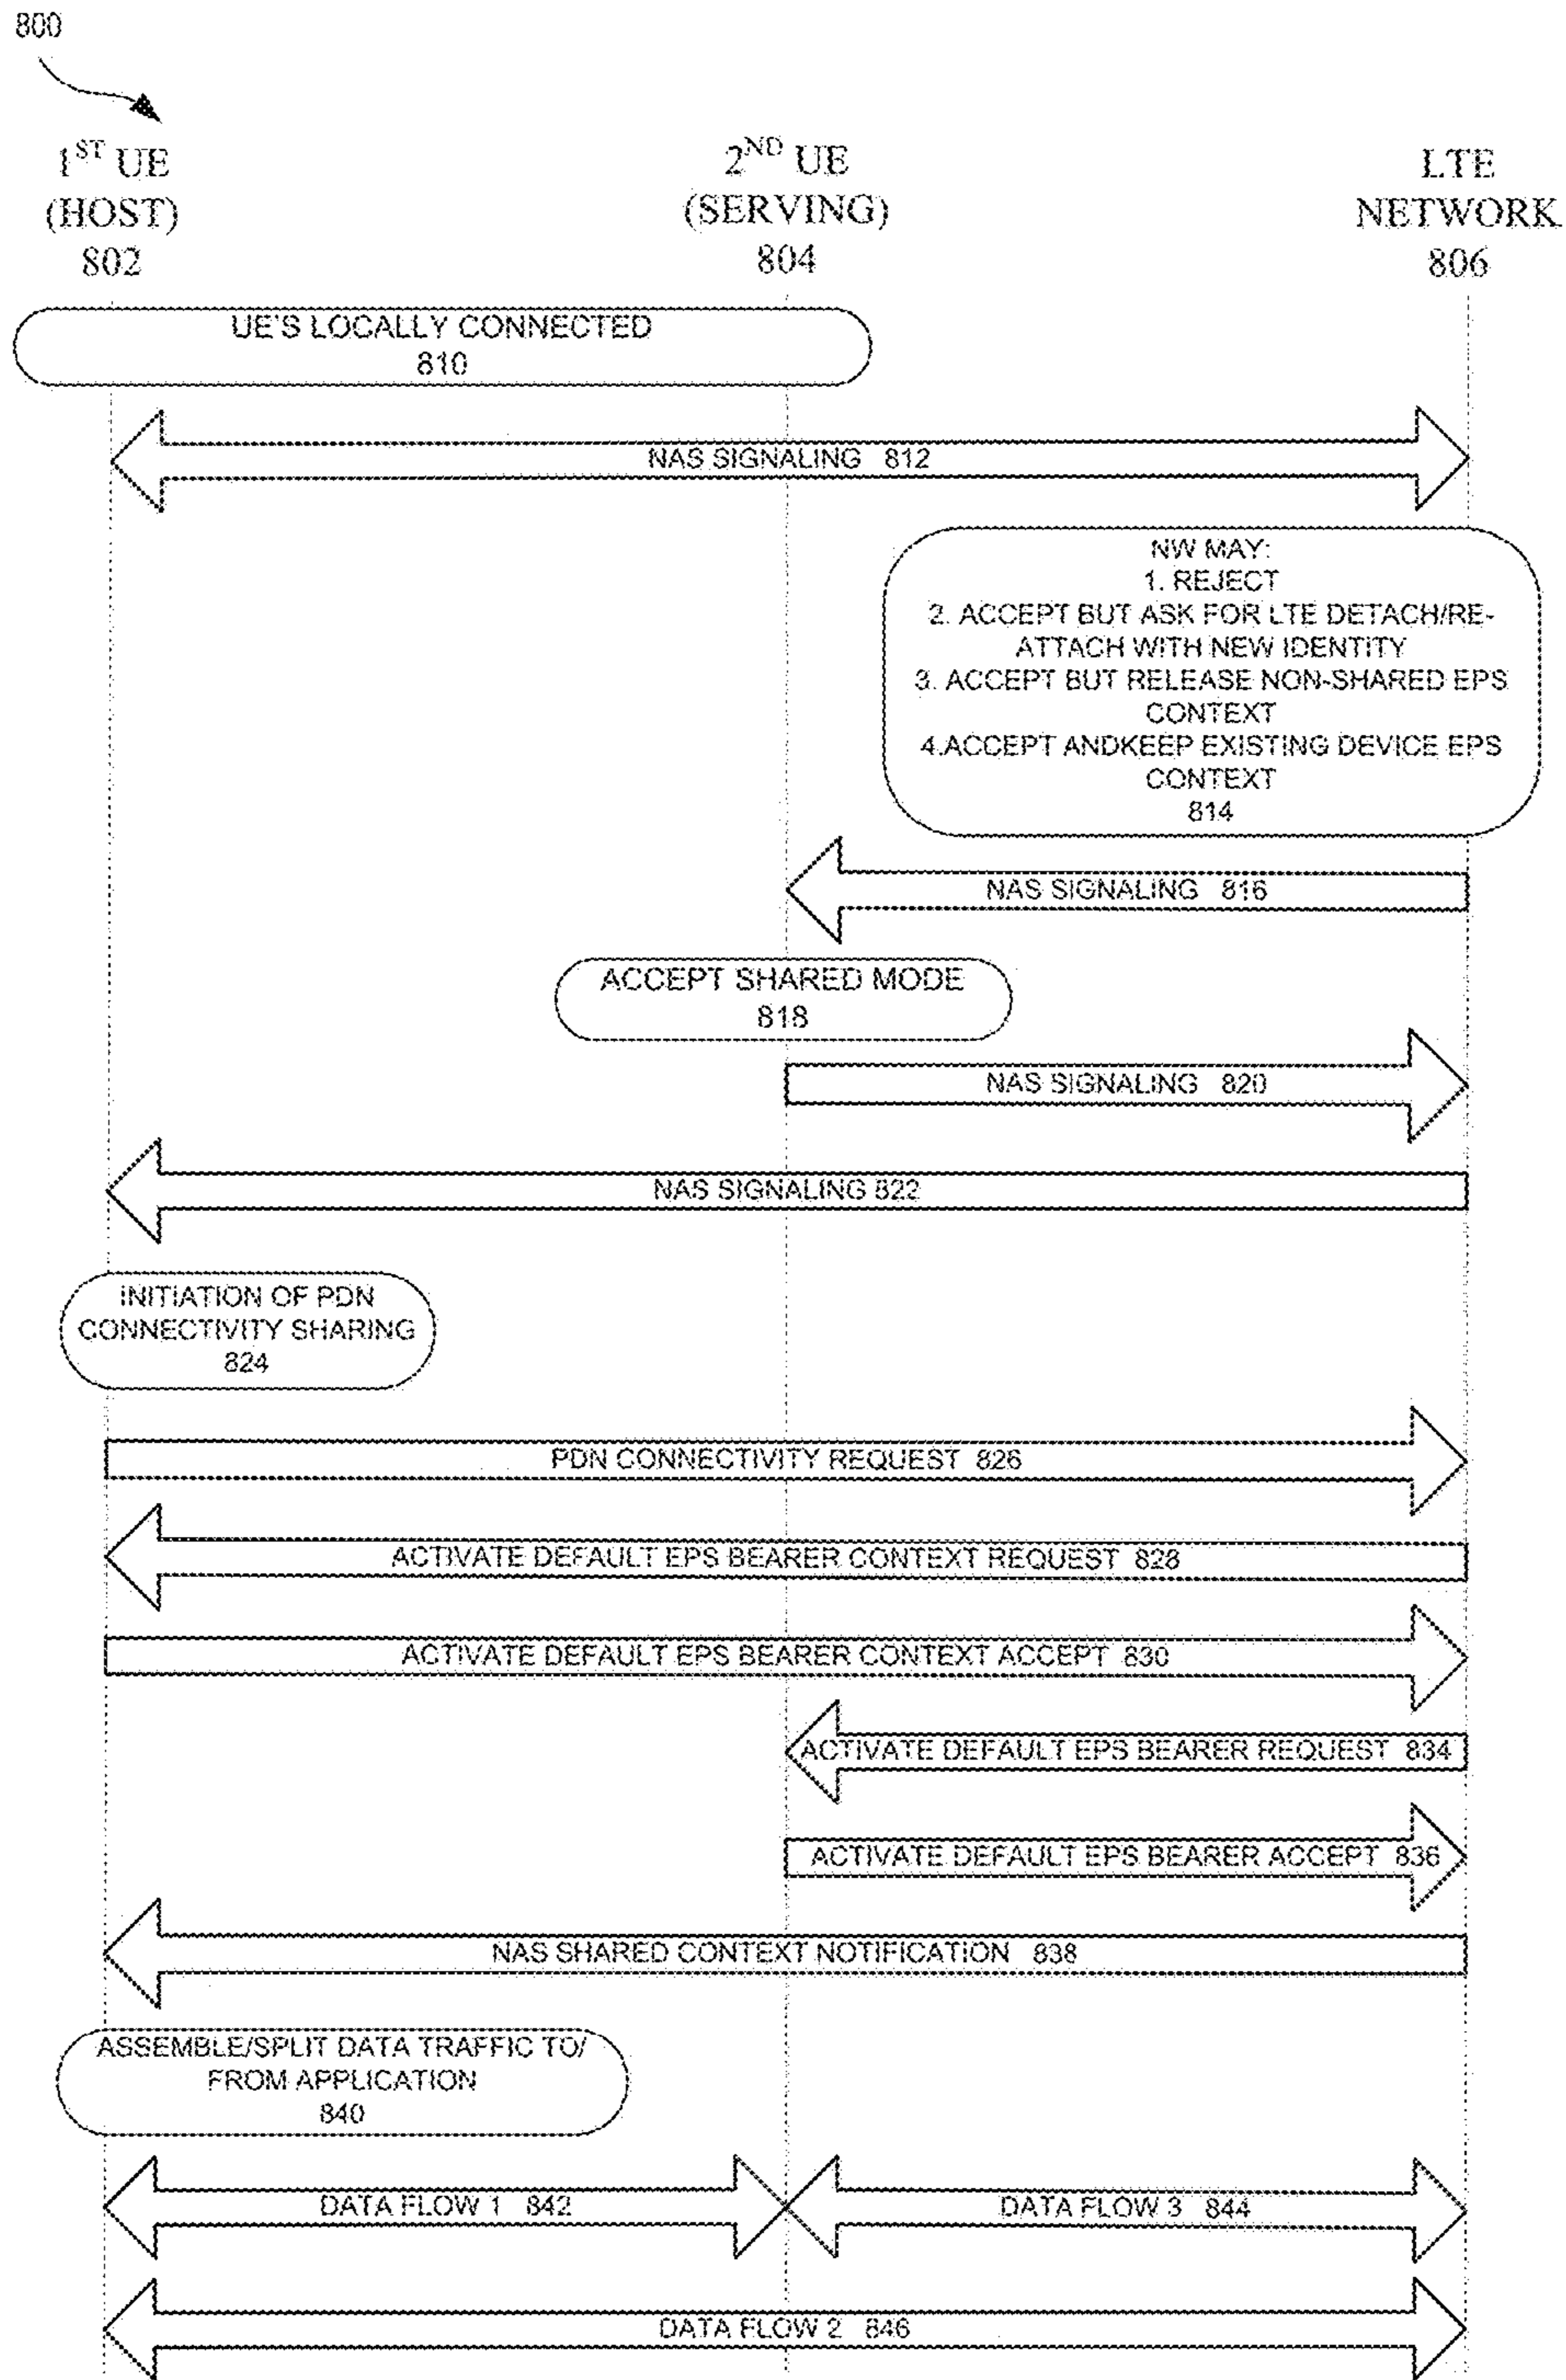 800
1ST UE
(HOST)
802
2ND UE
(SERVING)
804
LTE
NETWORK
806
UE'S LOCALLY CONNECTED
810
NAS SIGNALING 812
NW MAY:
1. REJECT
2. ACCEPT BUT ASK FOR LTE DETACH/RE-
ATTACH WITH NEW IDENTITY
3. ACCEPT BUT RELEASE NON-SHARED EPS
CONTEXT
4.ACCEPT ANDKEEP EXISTING DEVICE EPS
CONTEXT
814
NAS SIGNALING 816
ACCEPT SHARED MODE
818
NAS SIGNALING 820
NAS SIGNALING 822
INITIATION OF PDN
CONNECTIVITY SHARING
824
PDN CONNECTIVITY REQUEST 826
ACTIVATE DEFAULT EPS BEARER CONTEXT REQUEST 828
ACTIVATE DEFAULT EPS BEARER CONTEXT ACCEPT 830
ACTIVATE DEFAULT EPS BEARER REQUEST 834
ACTIVATE DEFAULT EPS BEARER ACCEPT 836
NAS SHARED CONTEXT NOTIFICATION 838
ASSEMBLE/SPLIT DATA TRAFFIC TO/
FROM APPLICATION
840
DATA FLOW 1 842
DATA FLOW 3 844
DATA FLOW 2 846